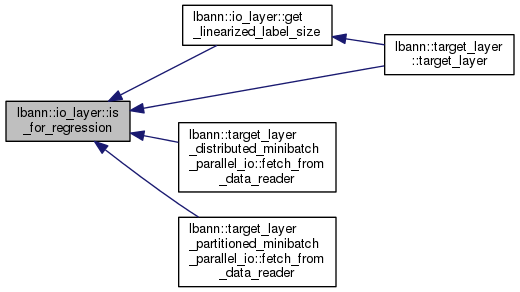 lbann::io_layer::get
_linearized_label_size
lbann::target_layer
::target_layer
lbann::io_layer::is
_for_regression
lbann::target_layer
_distributed_minibatch
_parallel_io::fetch_from
_data_reader
lbann::target_layer
_partitioned_minibatch
_parallel_io::fetch_from
_data_reader